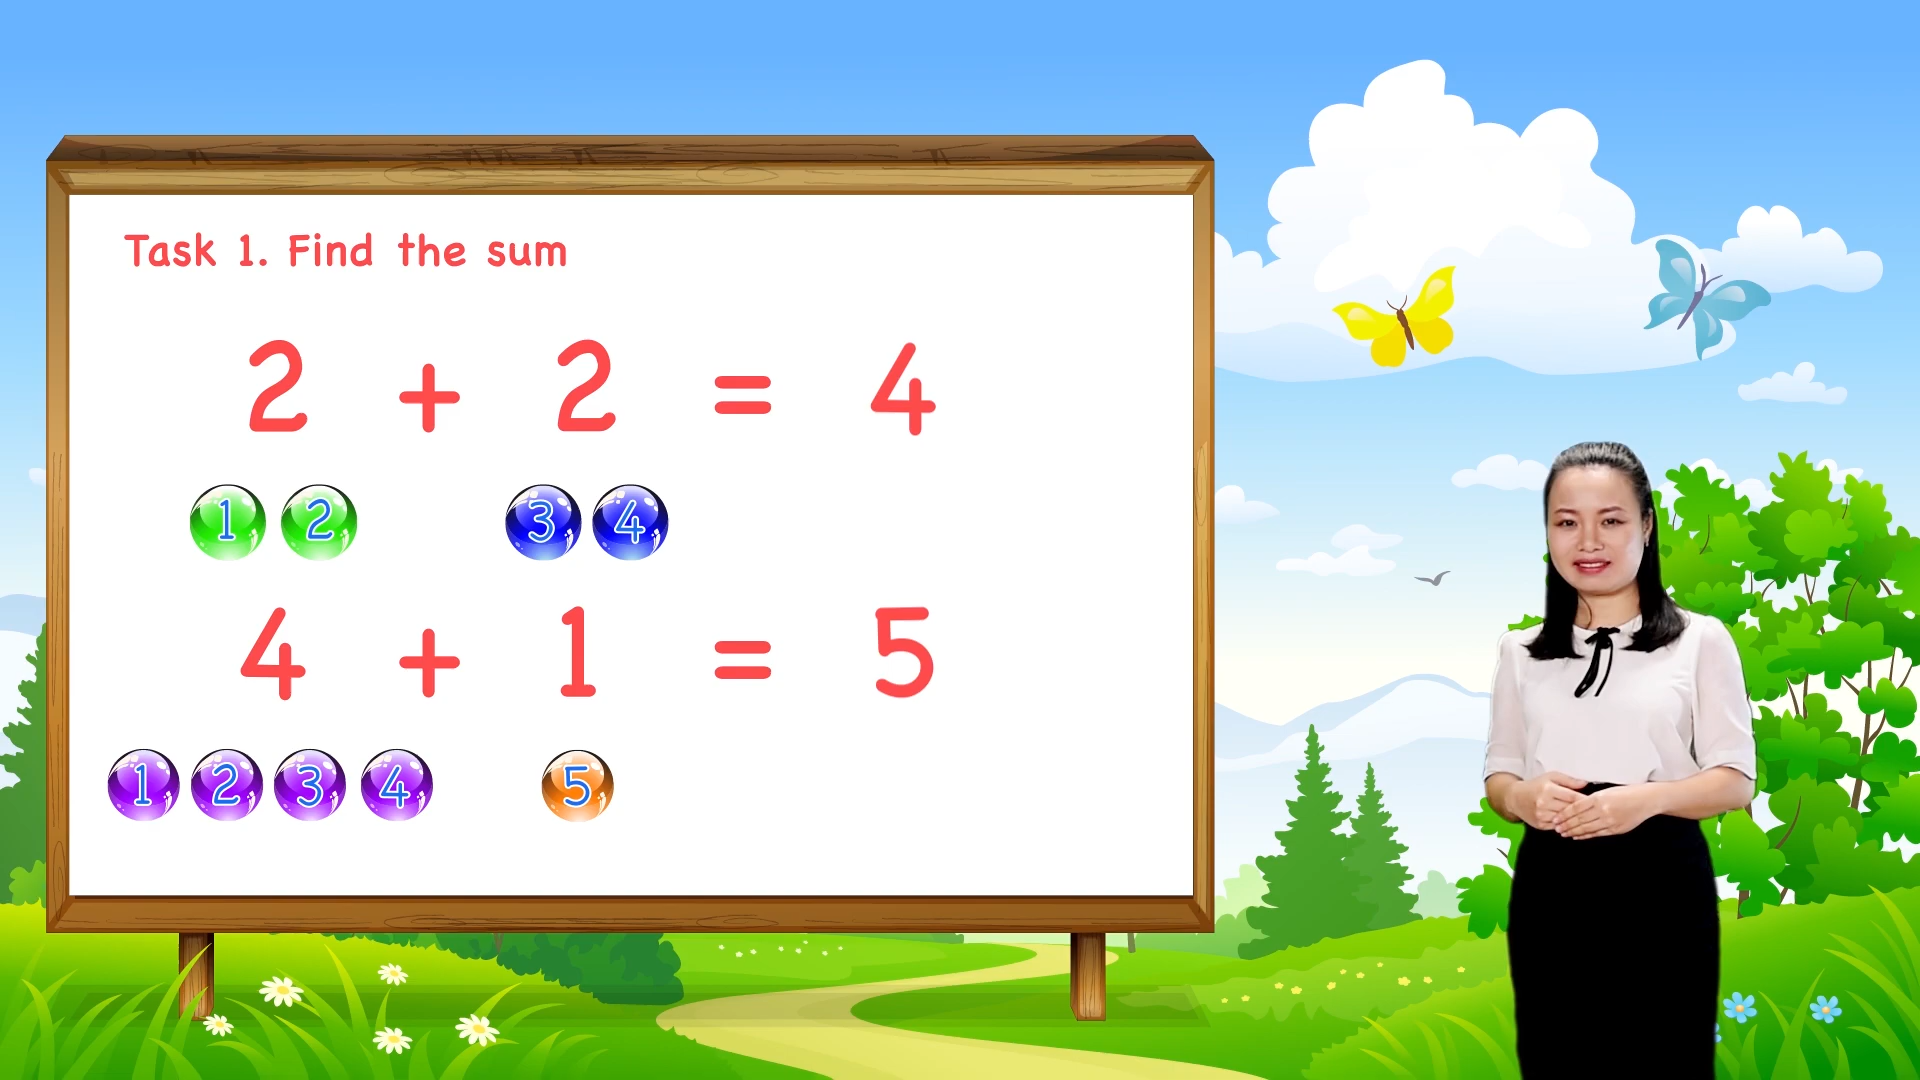 Task 1. Find the sum
2 + 2 = 4
1 2 3 4
4 + 1 = 5
1 2 3 4 5